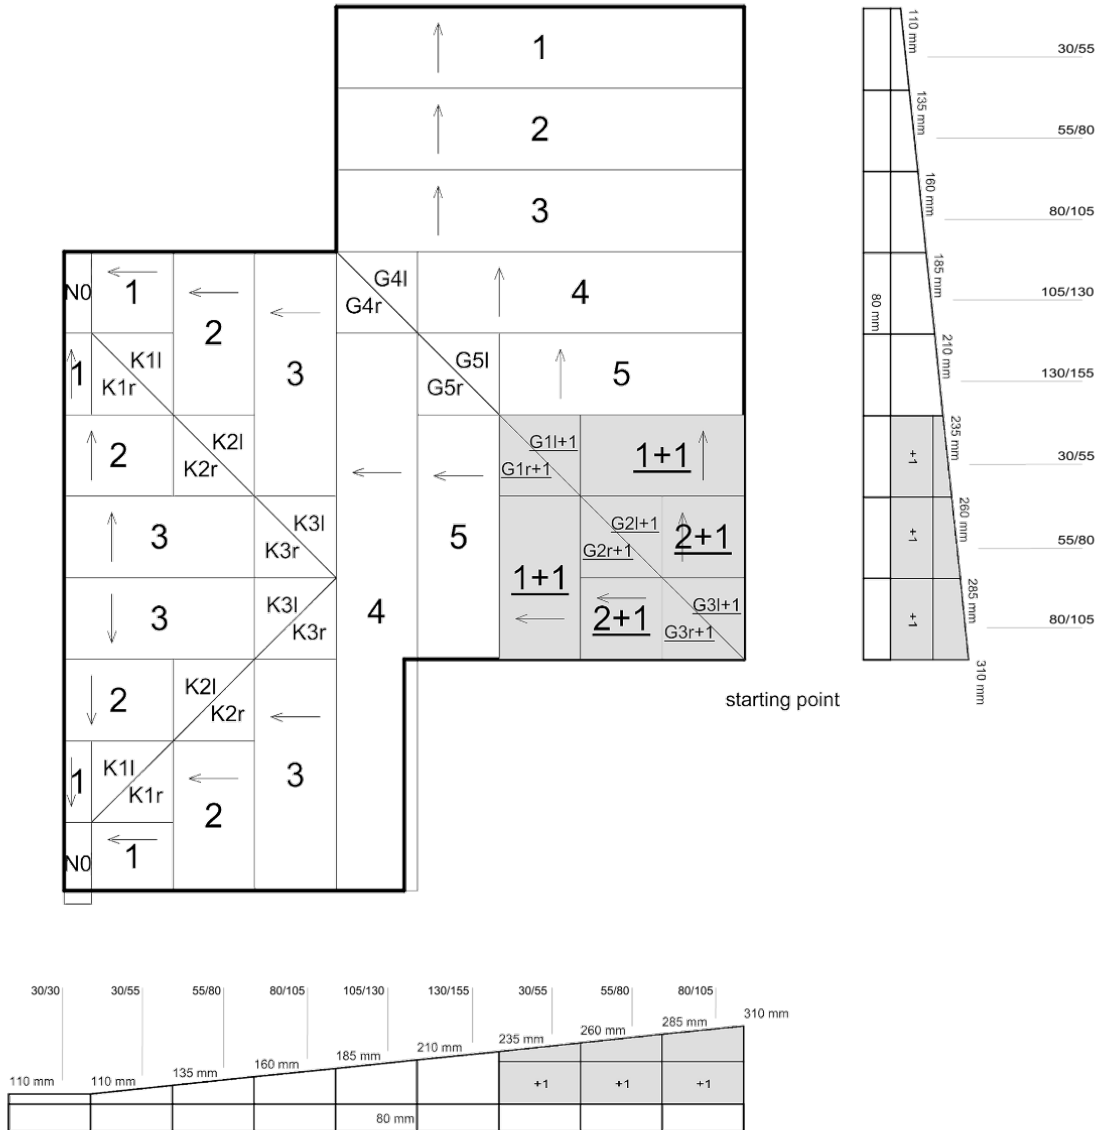 1
110 mm
30/55
2
135 mm
55/80
3
160 mm
80/105
N0
1
2
3
G4l
G4r
4
185 mm
105/130
80 mm
1
K1l
K1r
G5l
G5r
5
210 mm
130/155
2
K2l
K2r
G1l+1
G1r+1
1+1
235 mm
+1
30/55
3
K3l
K3r
5
G2l+1
G2r+1
2+1
260 mm
+1
55/80
3
K3l
K3r
4
1+1
2+1
G3l+1
G3r+1
285 mm
+1
80/105
310 mm
2
K2l
K2r
starting point
1
K1l
K1r
2
3
N0
1
30/30 30/55 55/80 80/105 105/130 130/155 30/55 55/80 80/105
110 mm 110 mm 135 mm 160 mm 185 mm 210 mm 235 mm 260 mm 285 mm 310 mm
+1 +1 +1
80 mm